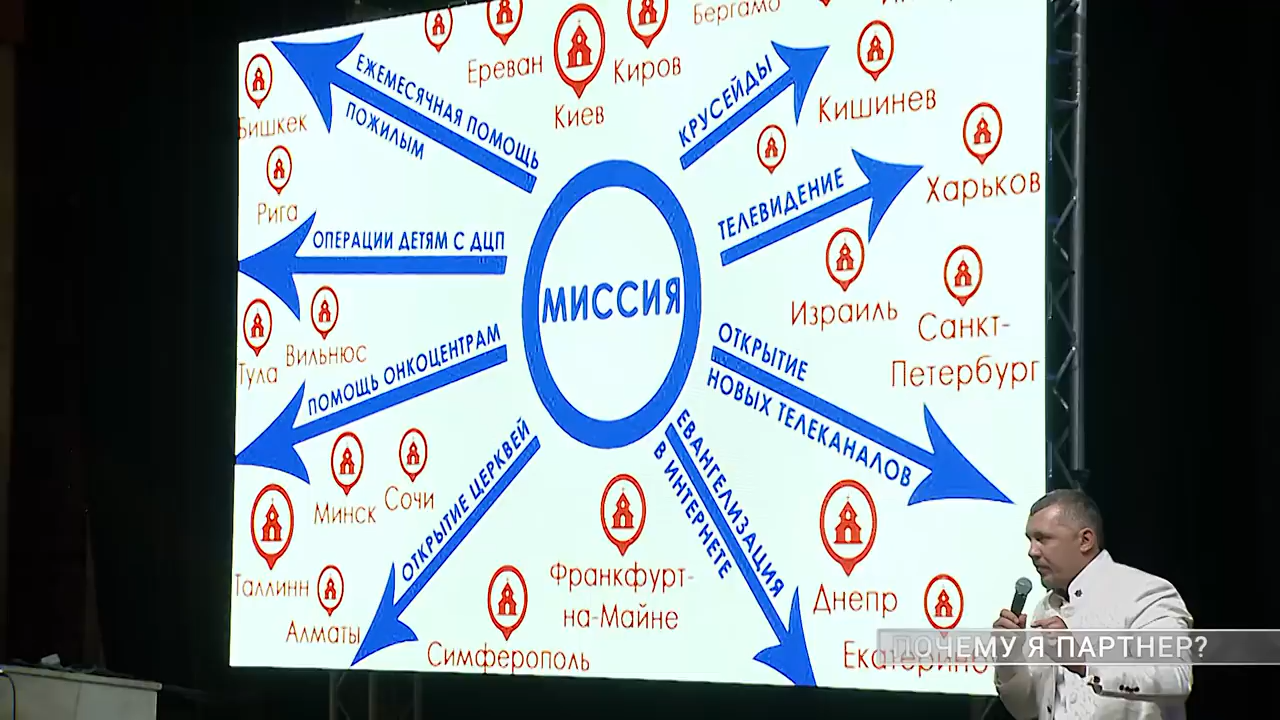 Бергамо
Ереван
Киров
Киев
КРУСЕЙДЫ
Кишинев
ЕЖЕМЕСЯЧНАЯ ПОМОЩЬ
ПОЖИЛЫМ
Бишкек
ТЕЛЕВИДЕНИЕ
Харьков
Рига
ОПЕРАЦИИ ДЕТЯМ С ДЦП
МИССИЯ
Израиль
Санкт-
Петербург
Вильнюс
Тула
ПОМОЩЬ ОНКОЦЕНТРАМ
ОТКРЫТИЕ
НОВЫХ ТЕЛЕКАНАЛОВ
Минск
Сочи
ОТКРЫТИЕ ЦЕРКВЕЙ
ЕВАНГЕЛИЗАЦИЯ
В ИНТЕРНЕТЕ
Таллинн
Алматы
Франкфурт-
на-Майне
Днепр
Симферополь
ПОЧЕМУ Я ПАРТНЕР?